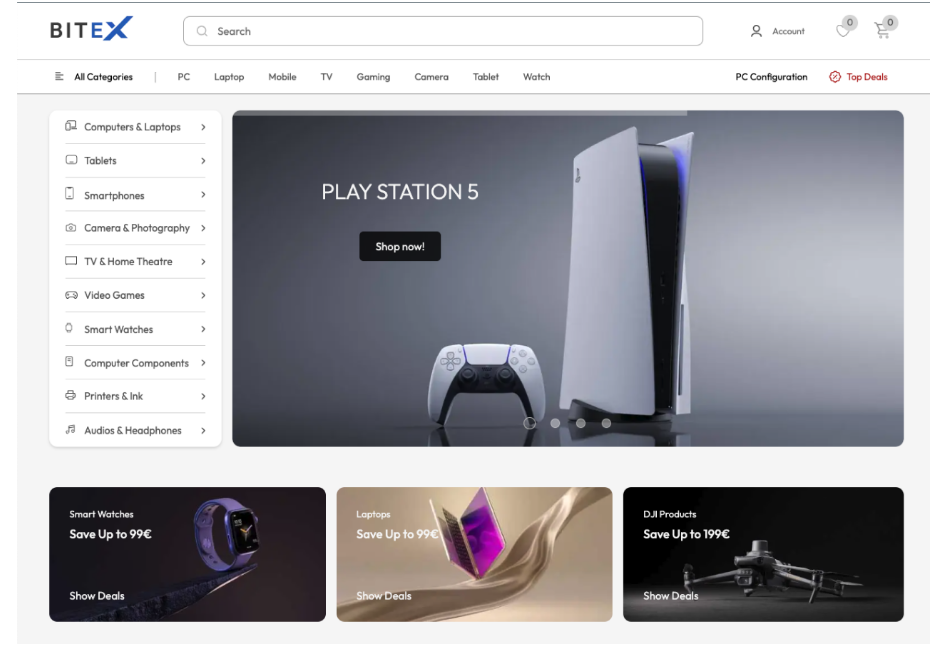 BITEX
Search
Account
0
0
All Categories | PC Laptop Mobile TV Gaming Camera Tablet Watch
PC Configuration
Top Deals
Computers & Laptops
Tablets
Smartphones
Camera & Photography
TV & Home Theatre
Video Games
Smart Watches
Computer Components
Printers & Ink
Audios & Headphones
PLAY STATION 5
Shop now!
Smart Watches
Save Up to 99€
Show Deals
Laptops
Save Up to 99€
Show Deals
DJI Products
Save Up to 199€
Show Deals